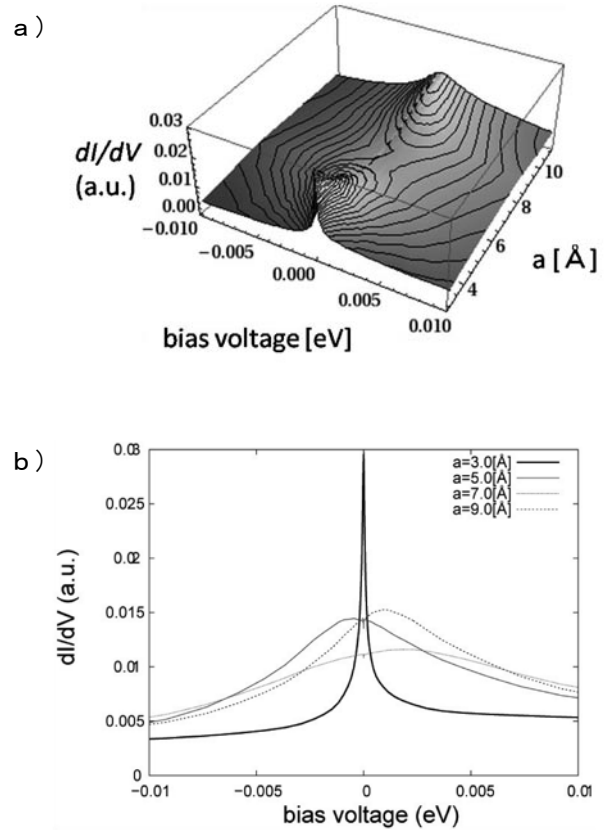 a )
0.03
dI/dV 0.02
(a.u.) 0.01
0.00
−0.010
−0.005
0.000
0.005
0.010
bias voltage [eV]
10
8
6
4
a [ Å ]
b )
0.03
0.025
0.02
0.015
0.01
0.005
0
dI/dV (a.u.)
a=3.0[Å]
a=5.0[Å]
a=7.0[Å]
a=9.0[Å]
-0.01 -0.005 0 0.005 0.01
bias voltage (eV)